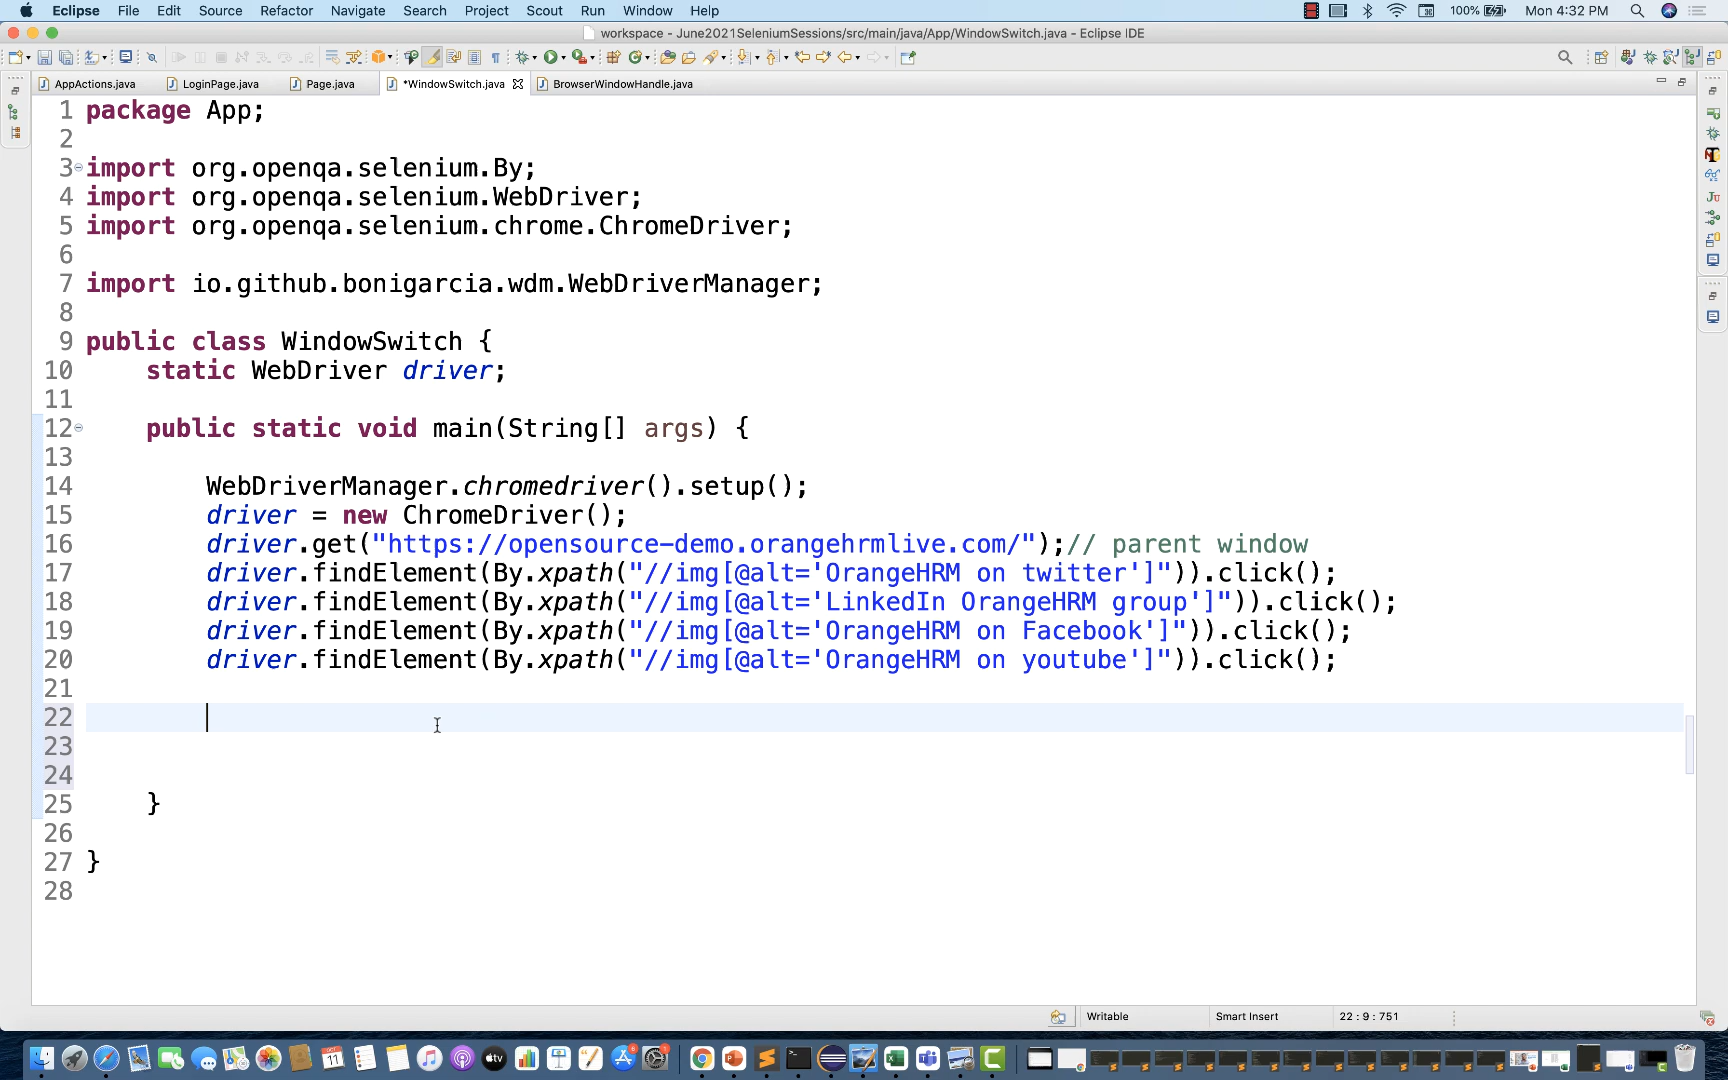 Eclipse File Edit Source Refactor Navigate Search Project Scout Run Window Help 100% Mon 4:32 PM
workspace - June2021SeleniumSessions/src/main/java/App/WindowSwitch.java - Eclipse IDE
AppActions.java LoginPage.java Page.java *WindowSwitch.java BrowserWindowHandle.java
1 package App;
2
3 import org.openqa.selenium.By;
4 import org.openqa.selenium.WebDriver;
5 import org.openqa.selenium.chrome.ChromeDriver;
6
7 import io.github.bonigarcia.wdm.WebDriverManager;
8
9 public class WindowSwitch {
10 static WebDriver driver;
11
12 public static void main(String[] args) {
13
14 WebDriverManager.chromedriver().setup();
15 driver = new ChromeDriver();
16 driver.get("https://opensource-demo.orangehrmlive.com/");// parent window
17 driver.findElement(By.xpath("//img[@alt='OrangeHRM on twitter']")).click();
18 driver.findElement(By.xpath("//img[@alt='LinkedIn OrangeHRM group']")).click();
19 driver.findElement(By.xpath("//img[@alt='OrangeHRM on Facebook']")).click();
20 driver.findElement(By.xpath("//img[@alt='OrangeHRM on youtube']")).click();
21
22
23
24
25 }
26
27 }
28
Writable Smart Insert 22 : 9 : 751